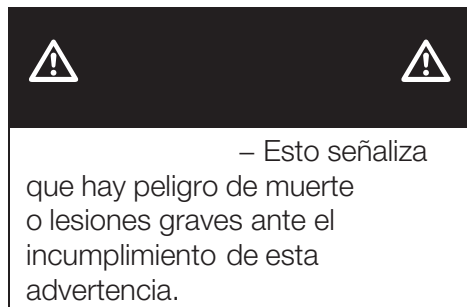 – Esto señaliza
que hay peligro de muerte
o lesiones graves ante el
incumplimiento de esta
advertencia.